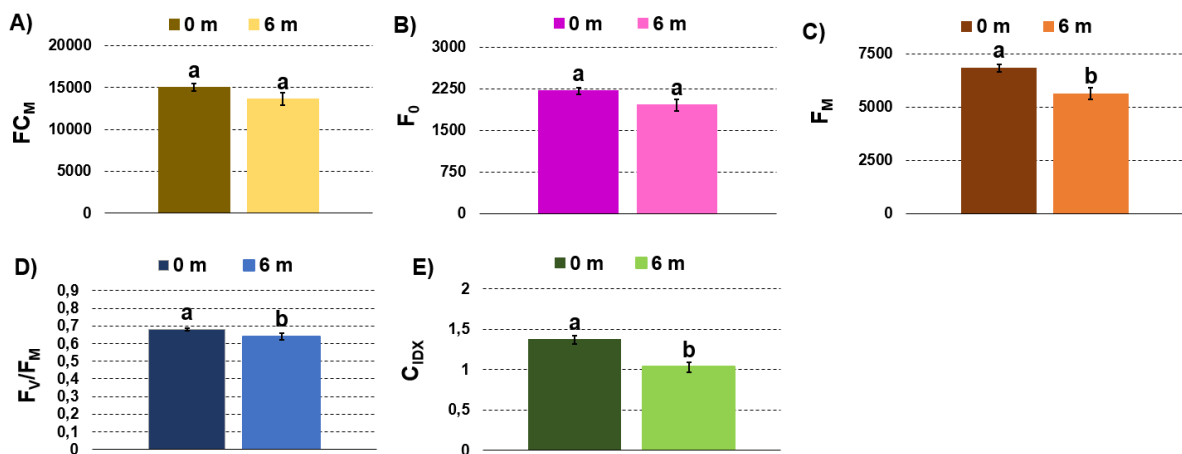 A)
0 m 6 m
FC_M
20000
15000
10000
5000
0
a a
B)
0 m 6 m
F_0
3000
2250
1500
750
0
a a
C)
0 m 6 m
F_M
7500
5000
2500
0
a b
D)
0 m 6 m
F_V/F_M
0,9
0,8
0,7
0,6
0,5
0,4
0,3
0,2
0,1
0
a b
E)
0 m 6 m
C_IDX
2
1,5
1
0,5
0
a b